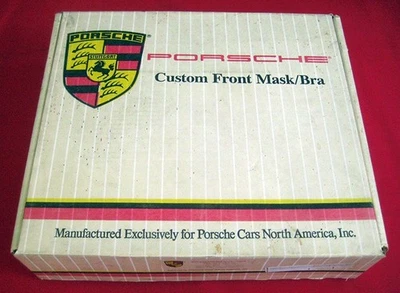 PORSCHE
STUTTGART
PORSCHE
Custom Front Mask/Bra
Manufactured Exclusively for Porsche Cars North America, Inc.